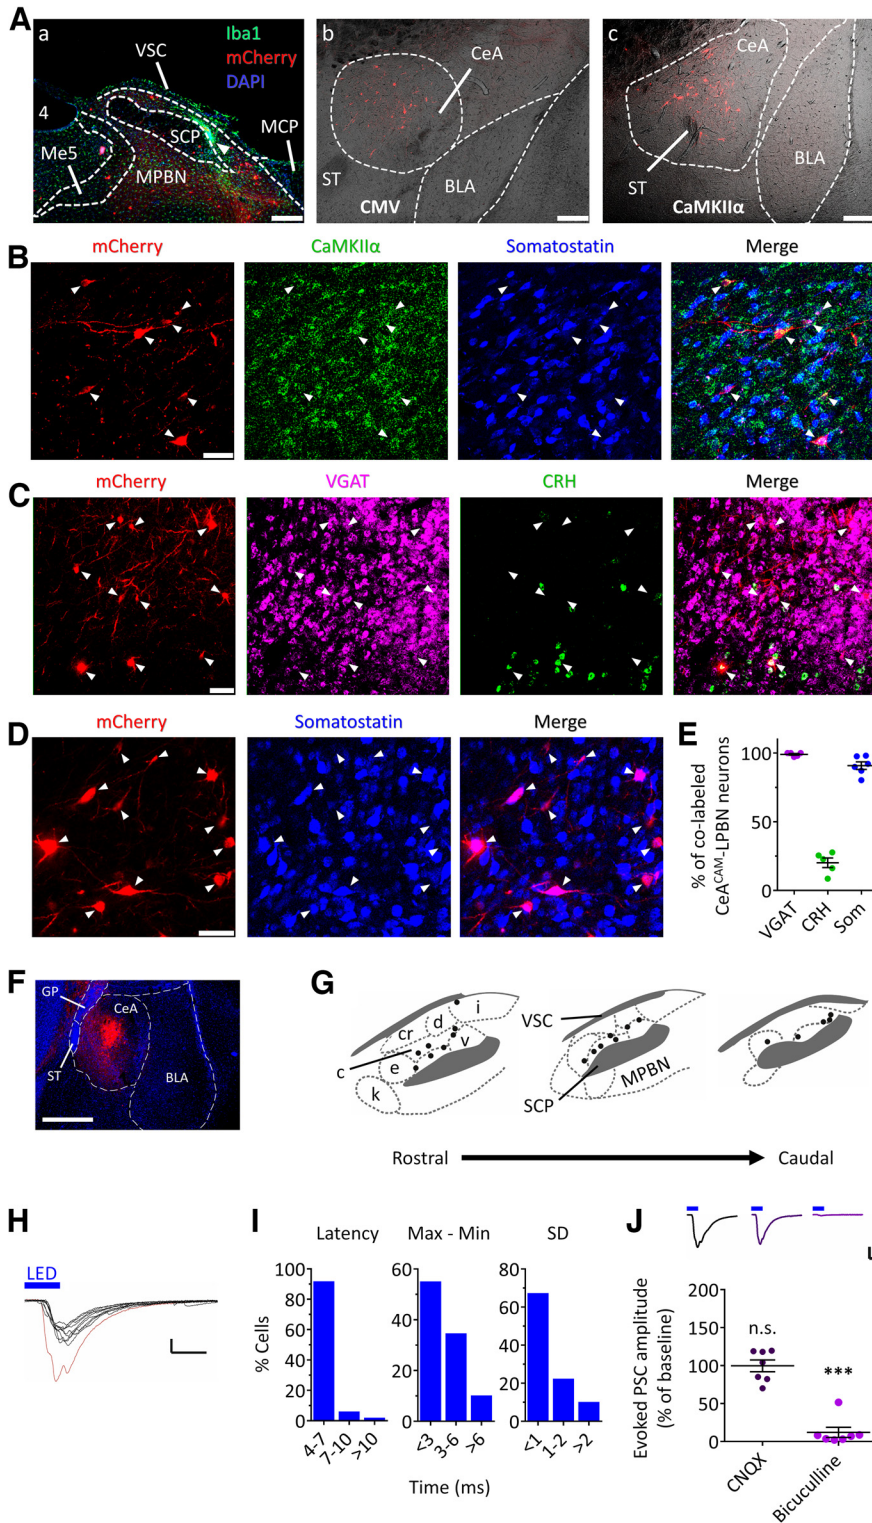 A
a
VSC
Iba1
mCherry
DAPI
4
SCP
MCP
Me5
MPBN
b
CeA
ST
BLA
CMV
c
CeA
BLA
ST
CaMKIIα
B
mCherry
CaMKIIα
Somatostatin
Merge
C
mCherry
VGAT
CRH
Merge
D
mCherry
Somatostatin
Merge
E
% of co-labeled
CeA^CAM-LPBN neurons
100
50
0
VGAT
CRH
Som
F
GP
CeA
ST
BLA
G
i
d
cr
v
c
e
k
VSC
MPBN
SCP
Rostral
Caudal
H
LED
I
Latency
Max - Min
SD
% Cells
100
80
60
40
20
0
60
40
20
0
80
60
40
20
0
4-7
7-10
>10
<3
3-6
>6
<1
1-2
>2
Time (ms)
J
Evoked PSC amplitude
(% of baseline)
200
150
100
50
0
n.s.
***
CNQX
Bicuculline